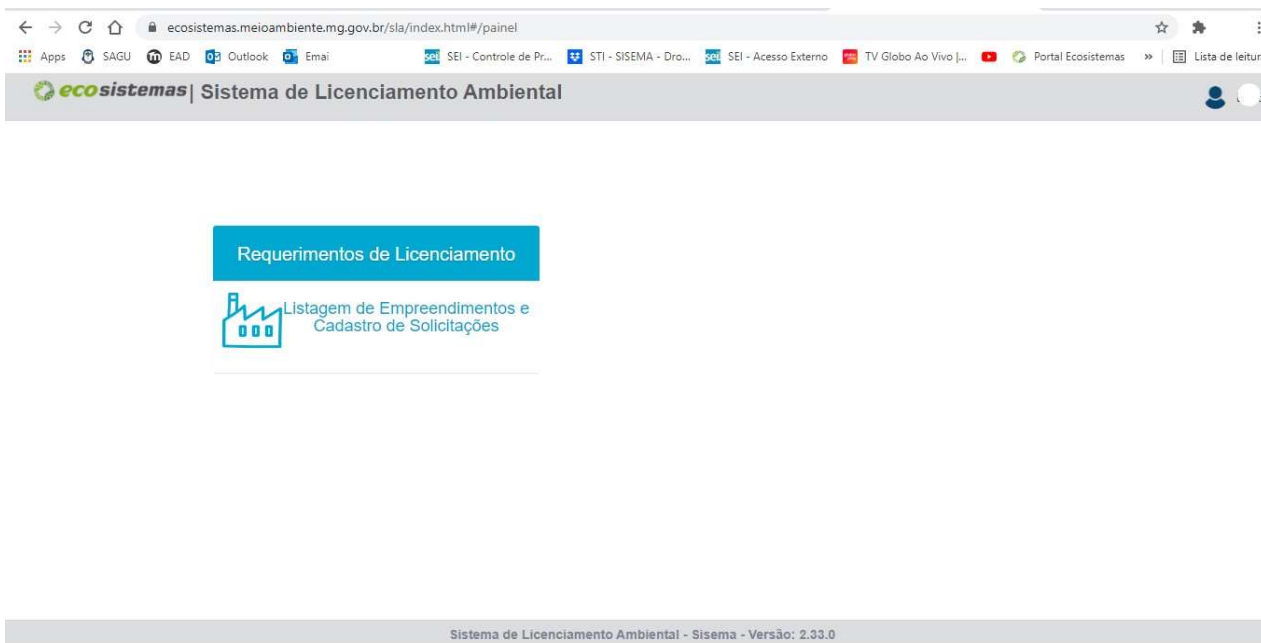 ecosistemas.meioambiente.mg.gov.br/sla/index.html#/painel
Apps SAGU EAD Outlook Emai SEI - Controle de Pr... STI - SISEMA - Dro... SEI - Acesso Externo TV Globo Ao Vivo |... Portal Ecosistemas » Lista de leitur
ecosistemas| Sistema de Licenciamento Ambiental
Requerimentos de Licenciamento
Listagem de Empreendimentos e
Cadastro de Solicitações
Sistema de Licenciamento Ambiental - Sisema - Versão: 2.33.0